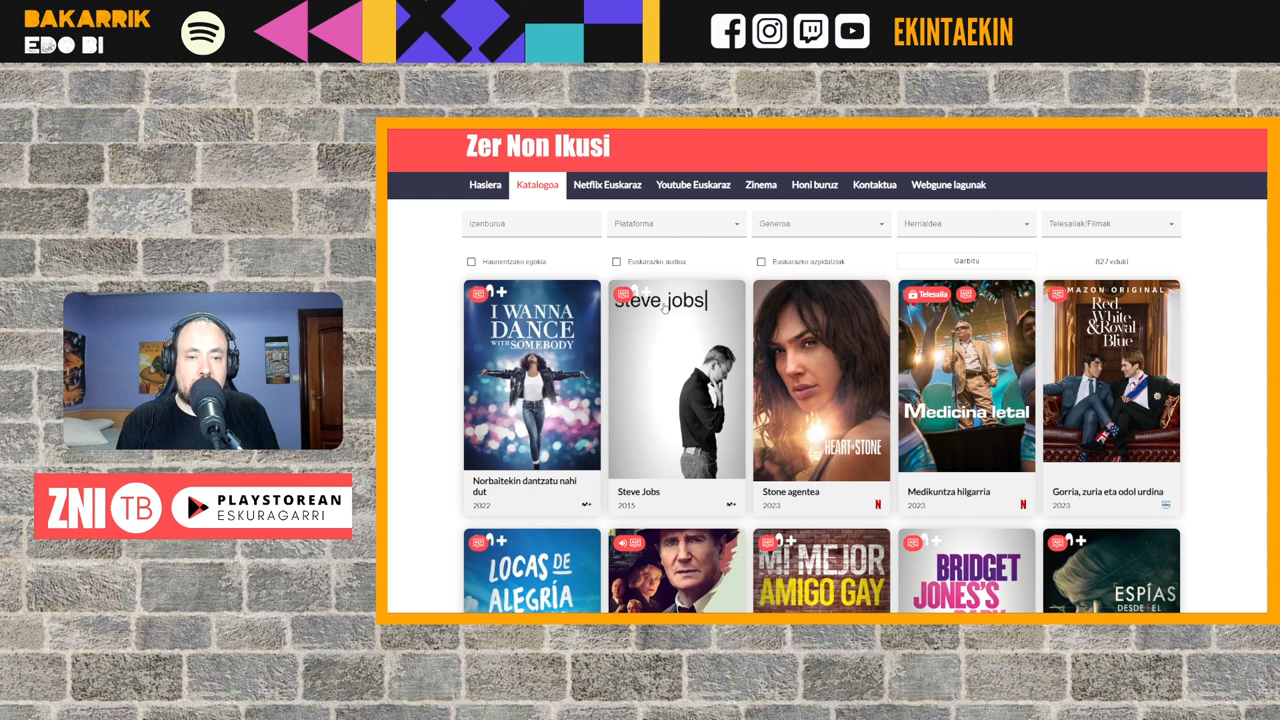 BAKARRIK
EDO BI
EKINTAEKIN
Zer Non Ikusi
Hasiera
Katalogoa
Netflix Euskaraz
Youtube Euskaraz
Zinema
Honi buruz
Kontaktua
Webgune lagunak
Izenburua
Plataforma
Generoa
Herrialdea
Telesailak/Filmak
Haurrentzako egokia
Euskarazko audioa
Euskarazko azpidatziak
Garbitu
827 eduki
I WANNA
DANCE
WITH SOMEBODY
steve jobs
HEART OF STONE
Telesaila
Medicina letal
AMAZON ORIGINAL
Red,
White
&Royal
Blue
Norbaitekin dantzatu nahi
dut
2022
Steve Jobs
2015
Stone agentea
2023
N
Medikuntza hilgarria
2023
N
Gorria, zuria eta odol urdina
2023
LOCAS DE
ALEGRÍA
MI MEJOR
AMIGO GAY
BRIDGET
JONES'S
ESPÍAS
DESDE EL
ZNI TB
PLAYSTOREAN
ESKURAGARRI